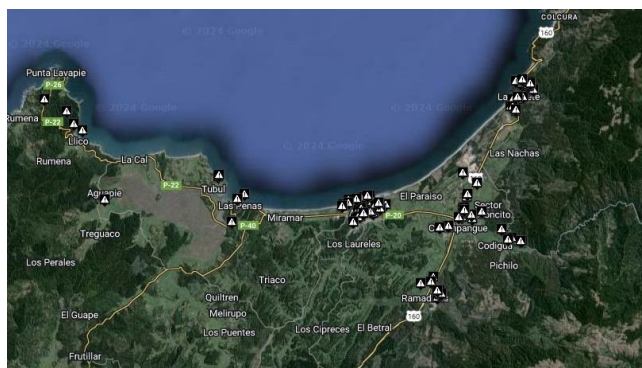 COLCURA
160
© 2024 Google
Punta Lavapie
P-26
© 2024 Google
© 2024 Google
Rumena
P-22
Llico
© 2024 Google
Las Nachas
Rumena
La Cal
P-22
Tubul
Aguapie
Las Peñas
El Paraiso
Sector
Miramar
P-20
P-40
Treguaco
Los Laureles
Codigua
Pichilo
Los Perales
Triaco
Quiltren
Melirupo
El Guape
Los Puentes
Los Cipreces
El Betral
160
Frutillar